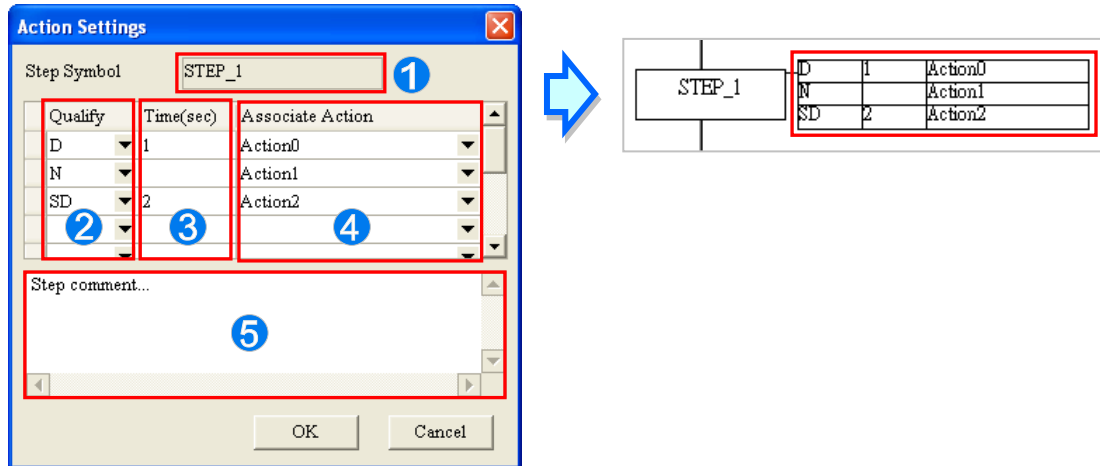 Action Settings
Step Symbol STEP_1 1
Qualify Time(sec) Associate Action
D 1 Action0
N Action1
SD 2 Action2
2 3 4
Step comment...
5
OK Cancel
STEP_1
D 1 Action0
N Action1
SD 2 Action2